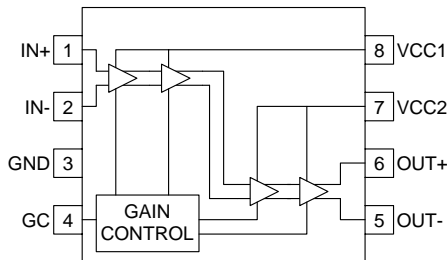 IN+ 1 8 VCC1
IN- 2 7 VCC2
GND 3 6 OUT+
GC 4 GAIN CONTROL 5 OUT-